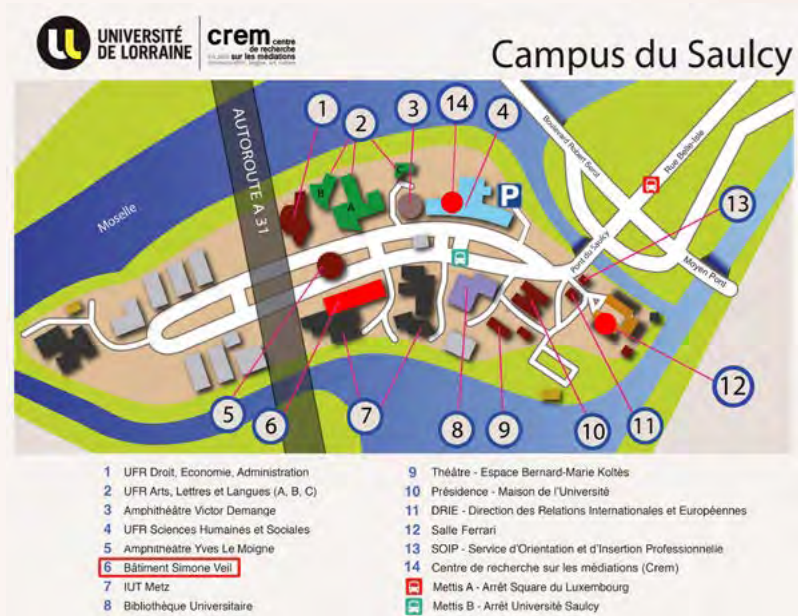 UNIVERSITÉ
DE LORRAINE
crem centre
de recherche
sur les médiations
Campus du Saulcy
1
2
3
14
4
AUTOROUTE A 31
Boulevard Robert Serot
Rue Belle-Isle
Moselle
B
A
C
P
13
Pont du Saulcy
Moyen Pont
5
6
7
8
9
10
11
12
1 UFR Droit, Economie, Administration
2 UFR Arts, Lettres et Langues (A, B, C)
3 Amphithéâtre Victor Demange
4 UFR Sciences Humaines et Sociales
5 Amphithéâtre Yves Le Moigne
6 Bâtiment Simone Veil
7 IUT Metz
8 Bibliothèque Universitaire
9 Théâtre - Espace Bernard-Marie Koltès
10 Présidence - Maison de l'Université
11 DRIE - Direction des Relations Internationales et Européennes
12 Salle Ferrari
13 SOIP - Service d'Orientation et d'Insertion Professionnelle
14 Centre de recherche sur les médiations (Crem)
Mettis A - Arrêt Square du Luxembourg
Mettis B - Arrêt Université Saulcy